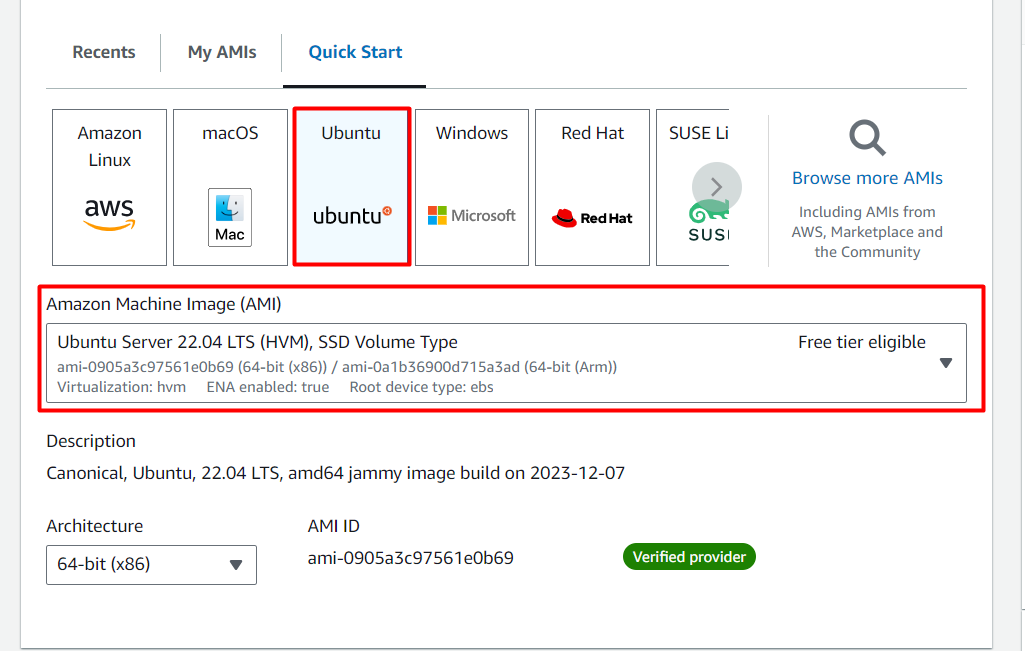 Recents
My AMIs
Quick Start
Amazon
Linux
aws
macOS
Mac
Ubuntu
ubuntu
Windows
Microsoft
Red Hat
Red Hat
SUSE Li
SUS
Browse more AMIs
Including AMIs from
AWS, Marketplace and
the Community
Amazon Machine Image (AMI)
Ubuntu Server 22.04 LTS (HVM), SSD Volume Type
Free tier eligible
ami-0905a3c97561e0b69 (64-bit (x86)) / ami-0a1b36900d715a3ad (64-bit (Arm))
Virtualization: hvm ENA enabled: true Root device type: ebs
Description
Canonical, Ubuntu, 22.04 LTS, amd64 jammy image build on 2023-12-07
Architecture
AMI ID
64-bit (x86)
ami-0905a3c97561e0b69
Verified provider